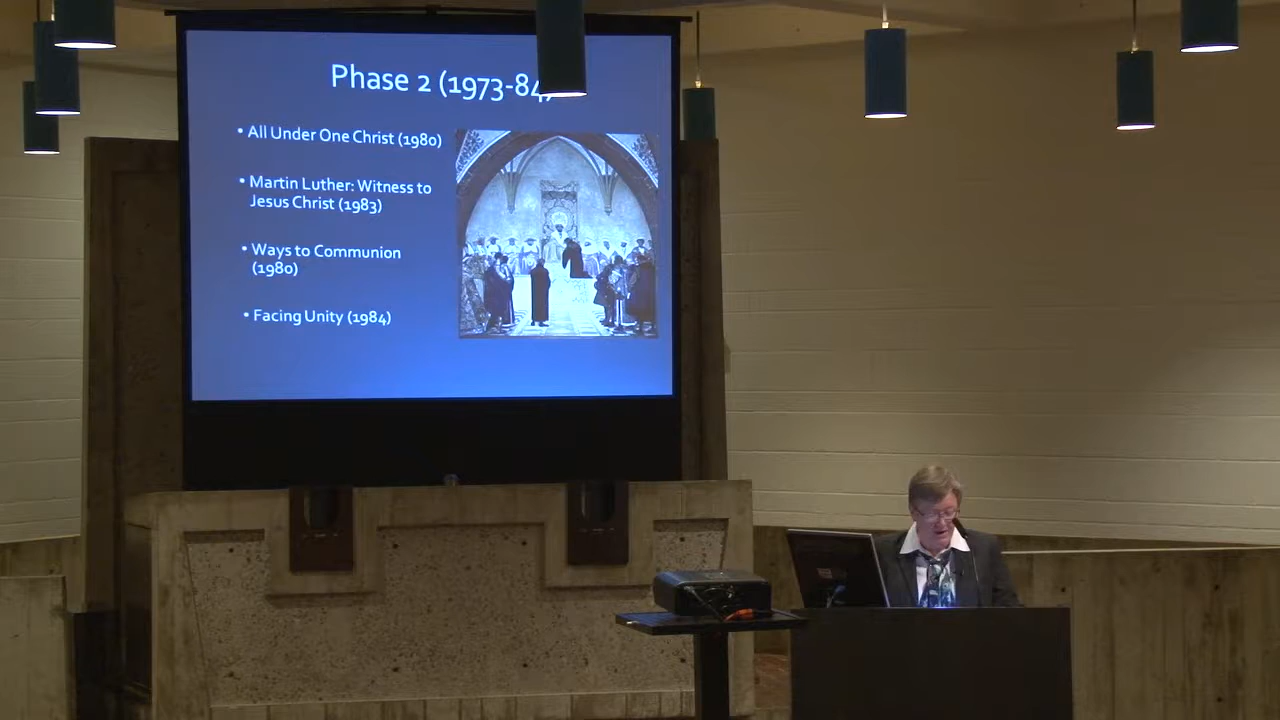 Phase 2 (1973-84
• All Under One Christ (1980)
• Martin Luther: Witness to
Jesus Christ (1983)
• Ways to Communion
(1980)
• Facing Unity (1984)